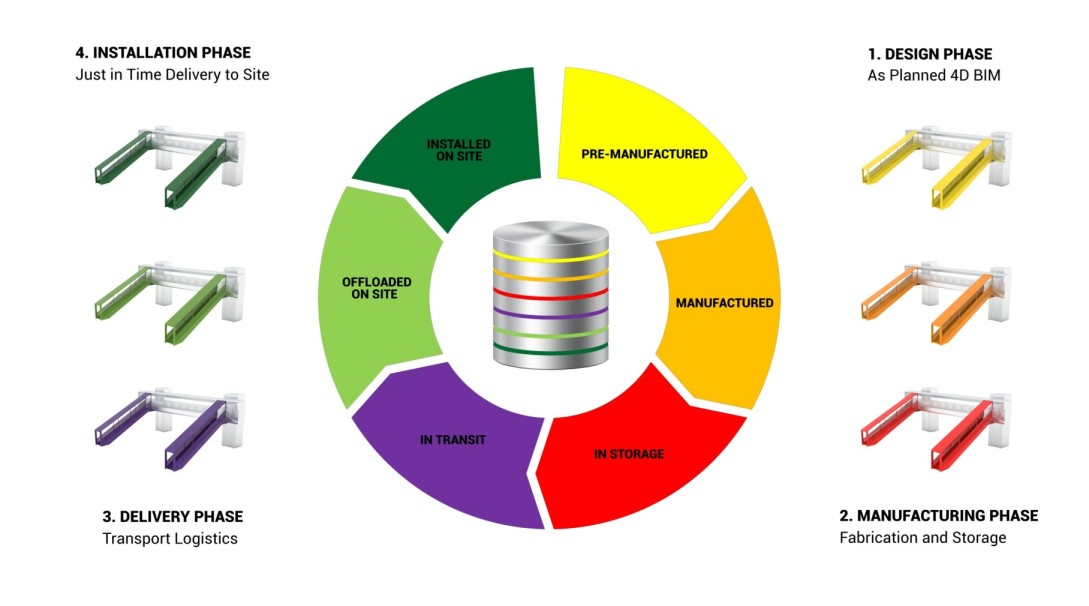 4. INSTALLATION PHASE
Just in Time Delivery to Site
1. DESIGN PHASE
As Planned 4D BIM
INSTALLED
ON SITE
PRE-MANUFACTURED
OFFLOADED
ON SITE
MANUFACTURED
IN TRANSIT
IN STORAGE
3. DELIVERY PHASE
Transport Logistics
2. MANUFACTURING PHASE
Fabrication and Storage